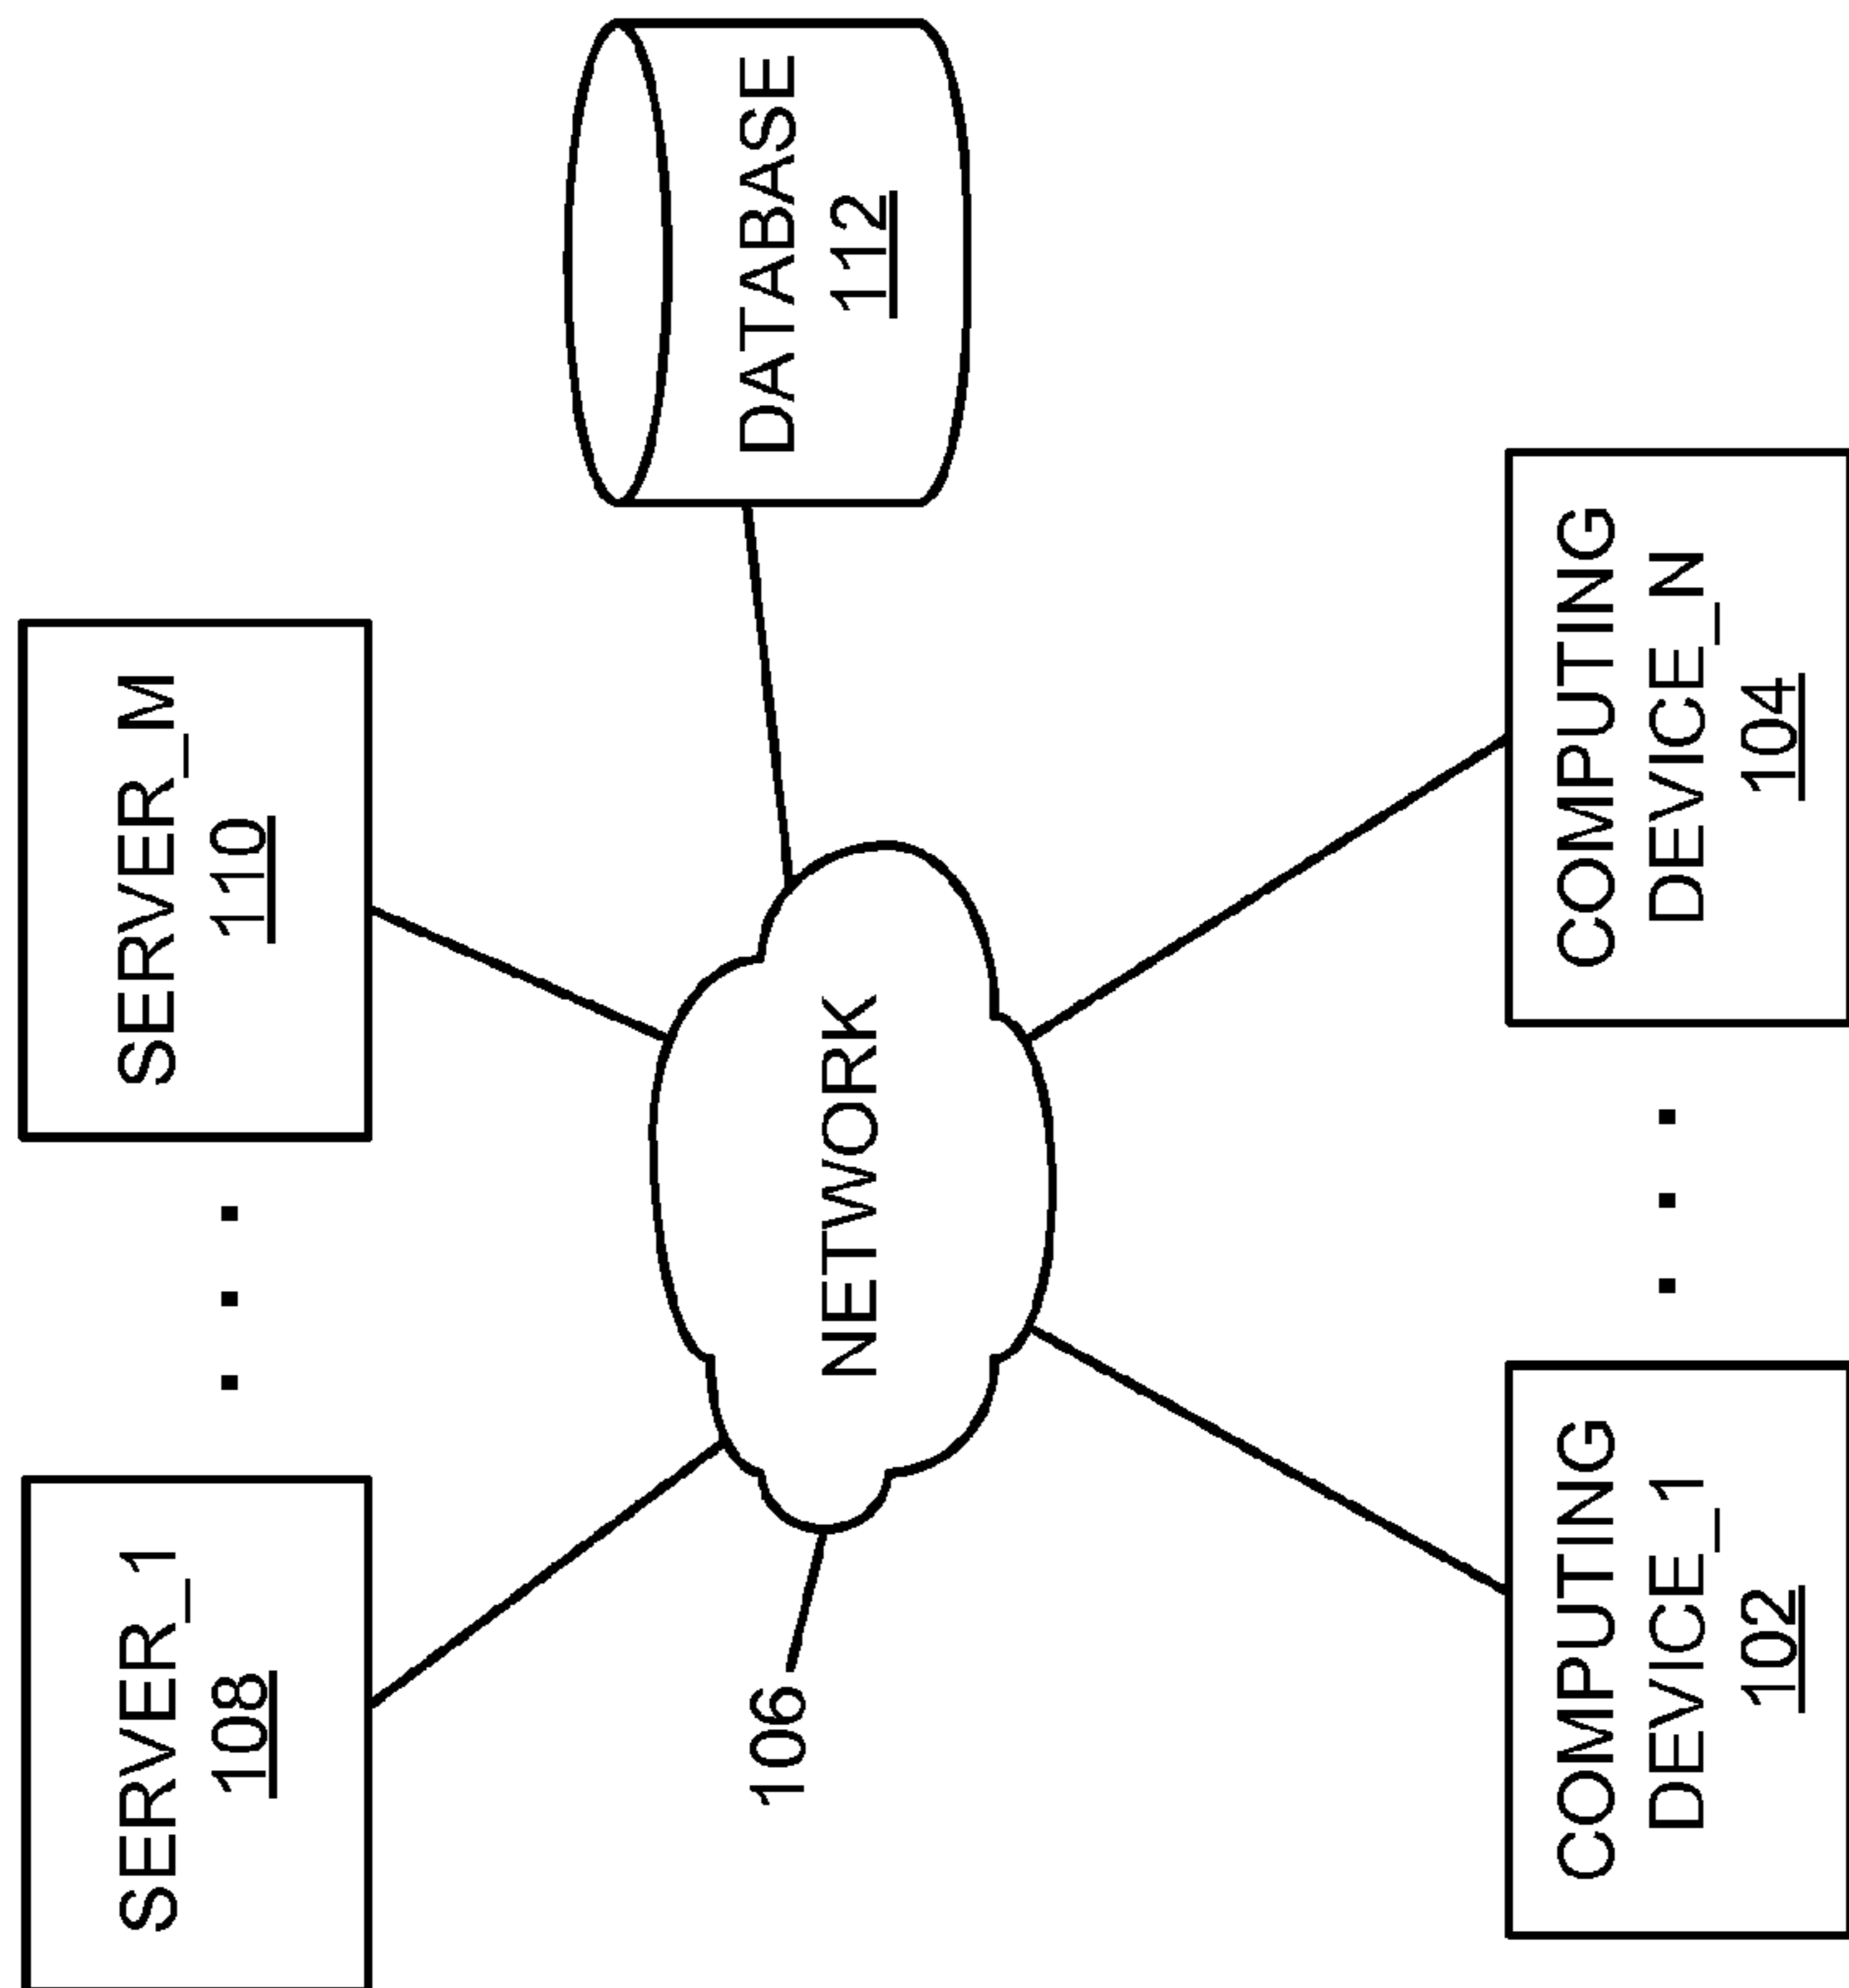 SERVER_1
108
SERVER_M
110
106
NETWORK
DATABASE
112
COMPUTING
DEVICE_1
102
COMPUTING
DEVICE_N
104